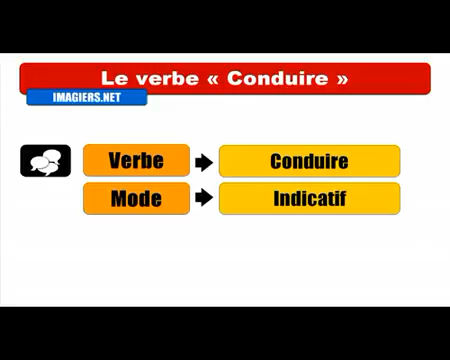 Le verbe « Conduire »
IMAGIERS.NET
Verbe Conduire
Mode Indicatif